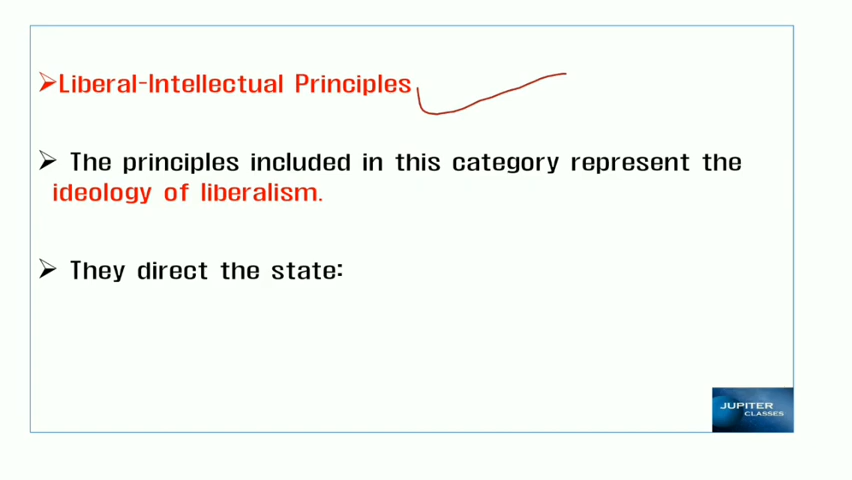 ➢Liberal-Intellectual Principles
➢ The principles included in this category represent the
ideology of liberalism.
➢ They direct the state:
JUPITER
CLASSES